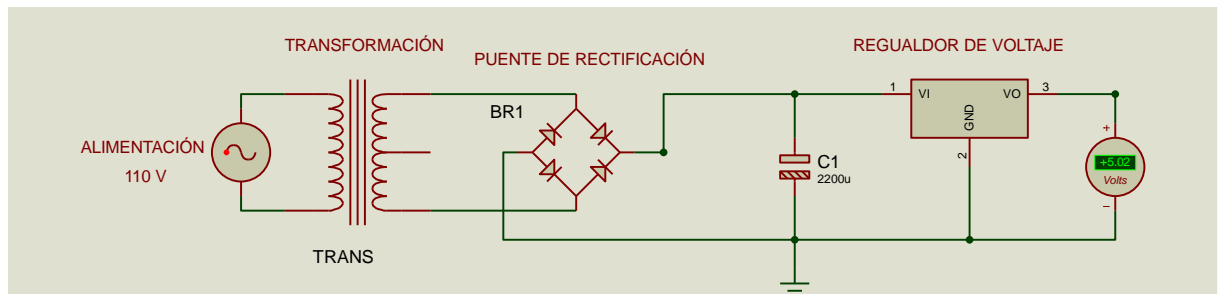 TRANSFORMACIÓN
PUENTE DE RECTIFICACIÓN
REGUALDOR DE VOLTAJE
BR1
1
VI
VO
3
GND
2
ALIMENTACIÓN
110 V
C1
2200u
+
+5.02
Volts
−
TRANS